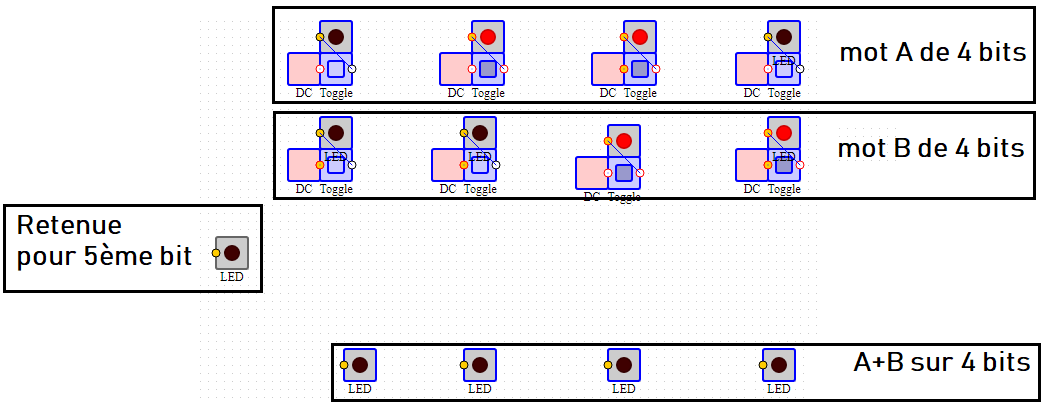 mot A de 4 bits
LED
DC Toggle DC Toggle DC Toggle DC Toggle
mot B de 4 bits
LED LED LED
DC Toggle DC Toggle DC Toggle
DC Toggle
Retenue
pour 5ème bit
LED
A+B sur 4 bits
LED LED LED LED